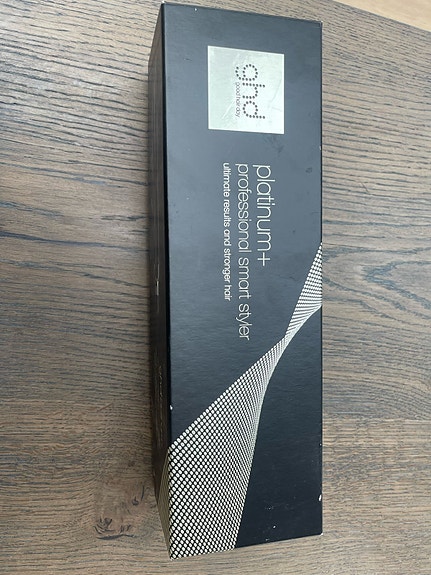 ghd
good hair day
platinum+
professional smart styler
ultimate results and stronger hair